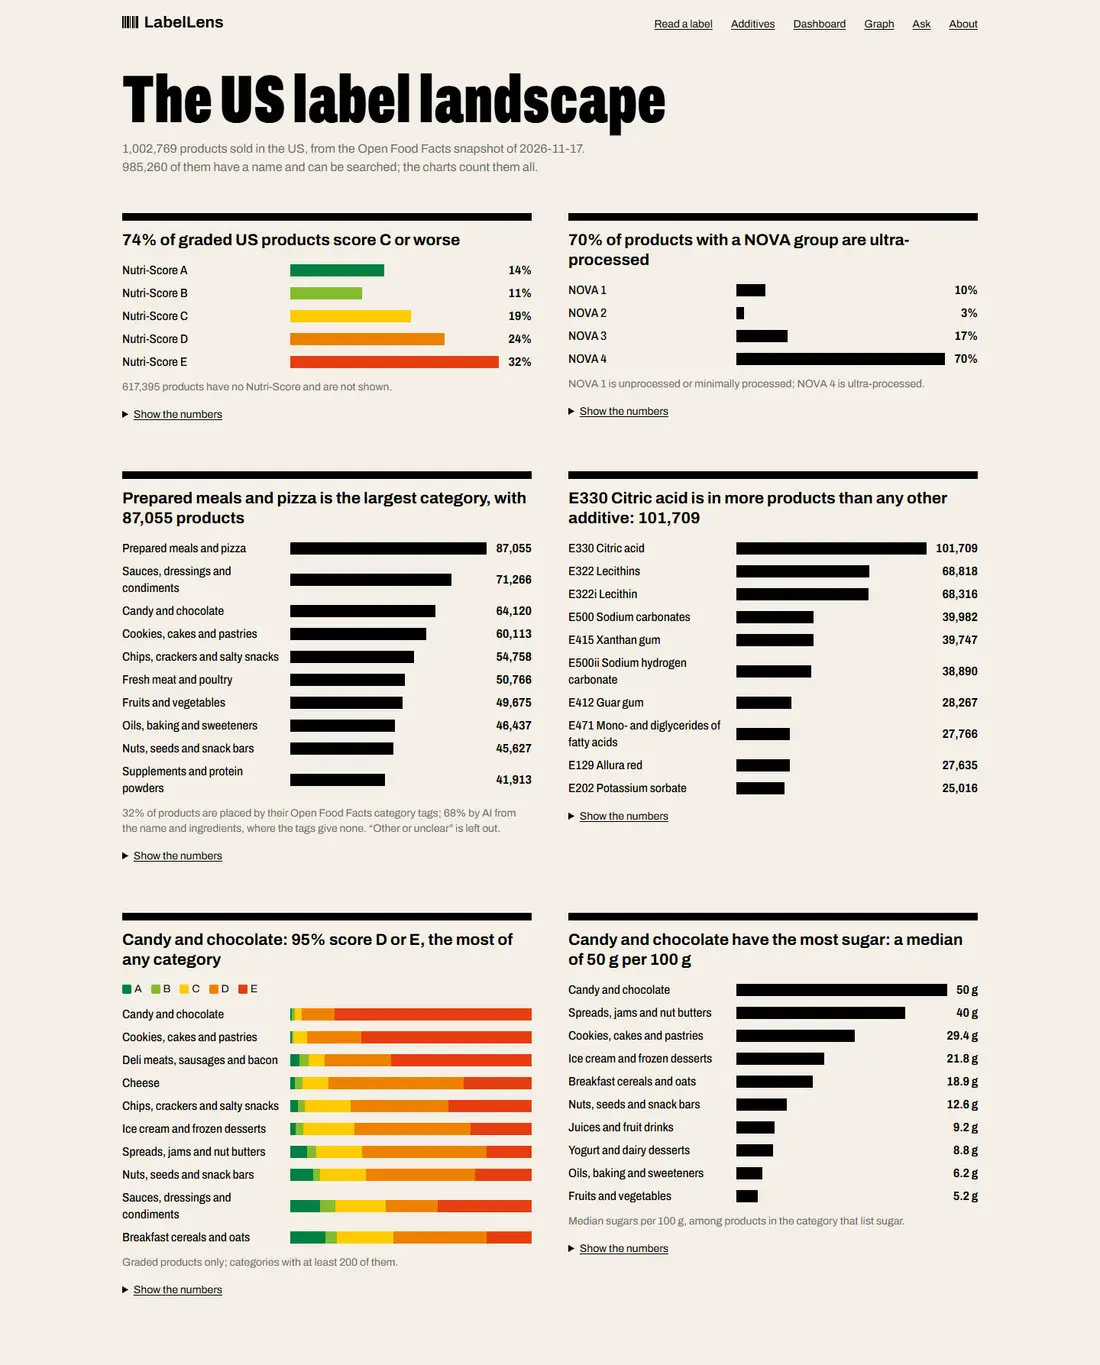 LabelLens
Read a label Additives Dashboard Graph Ask About
The US label landscape
1,002,769 products sold in the US, from the Open Food Facts snapshot of 2026-11-17.
985,260 of them have a name and can be searched; the charts count them all.
74% of graded US products score C or worse
Nutri-Score A 14%
Nutri-Score B 11%
Nutri-Score C 19%
Nutri-Score D 24%
Nutri-Score E 32%
617,395 products have no Nutri-Score and are not shown.
Show the numbers
70% of products with a NOVA group are ultra-
processed
NOVA 1 10%
NOVA 2 3%
NOVA 3 17%
NOVA 4 70%
NOVA 1 is unprocessed or minimally processed; NOVA 4 is ultra-processed.
Show the numbers
Prepared meals and pizza is the largest category, with
87,055 products
Prepared meals and pizza 87,055
Sauces, dressings and
condiments 71,266
Candy and chocolate 64,120
Cookies, cakes and pastries 60,113
Chips, crackers and salty snacks 54,758
Fresh meat and poultry 50,766
Fruits and vegetables 49,675
Oils, baking and sweeteners 46,437
Nuts, seeds and snack bars 45,627
Supplements and protein
powders 41,913
32% of products are placed by their Open Food Facts category tags; 68% by AI from
the name and ingredients, where the tags give none. “Other or unclear” is left out.
Show the numbers
E330 Citric acid is in more products than any other
additive: 101,709
E330 Citric acid 101,709
E322 Lecithins 68,818
E322i Lecithin 68,316
E500 Sodium carbonates 39,982
E415 Xanthan gum 39,747
E500ii Sodium hydrogen
carbonate 38,890
E412 Guar gum 28,267
E471 Mono- and diglycerides of
fatty acids 27,766
E129 Allura red 27,635
E202 Potassium sorbate 25,016
Show the numbers
Candy and chocolate: 95% score D or E, the most of
any category
A B C D E
Candy and chocolate
Cookies, cakes and pastries
Deli meats, sausages and bacon
Cheese
Chips, crackers and salty snacks
Ice cream and frozen desserts
Spreads, jams and nut butters
Nuts, seeds and snack bars
Sauces, dressings and
condiments
Breakfast cereals and oats
Graded products only; categories with at least 200 of them.
Show the numbers
Candy and chocolate have the most sugar: a median
of 50 g per 100 g
Candy and chocolate 50 g
Spreads, jams and nut butters 40 g
Cookies, cakes and pastries 29.4 g
Ice cream and frozen desserts 21.8 g
Breakfast cereals and oats 18.9 g
Nuts, seeds and snack bars 12.6 g
Juices and fruit drinks 9.2 g
Yogurt and dairy desserts 8.8 g
Oils, baking and sweeteners 6.2 g
Fruits and vegetables 5.2 g
Median sugars per 100 g, among products in the category that list sugar.
Show the numbers